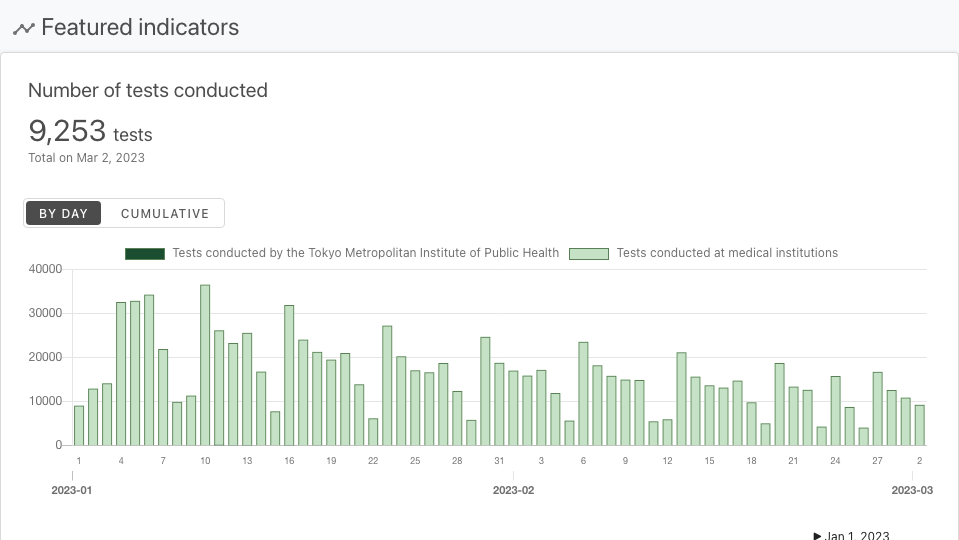 Featured indicators
Number of tests conducted
9,253 tests
Total on Mar 2, 2023
BY DAY CUMULATIVE
Tests conducted by the Tokyo Metropolitan Institute of Public Health Tests conducted at medical institutions
40000
30000
20000
10000
0
1 4 7 10 13 16 19 22 25 28 31 3 6 9 12 15 18 21 24 27 2
2023-01 2023-02 2023-03
Jan 1, 2023